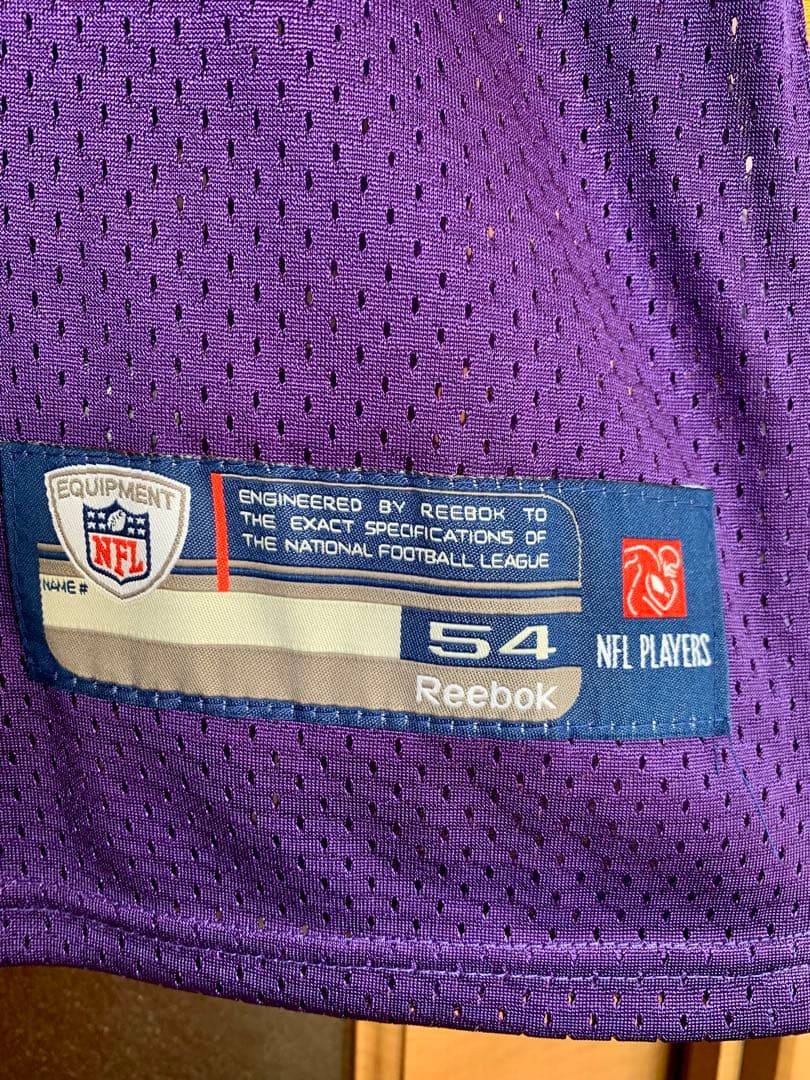 EQUIPMENT
NFL
ENGINEERED BY REEBOK TO
THE EXACT SPECIFICATIONS OF
THE NATIONAL FOOTBALL LEAGUE
NAME #
54
Reebok
NFL PLAYERS